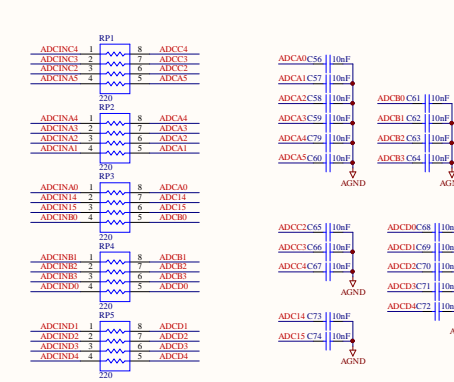 RP1
ADCINC4 1 8 ADCC4
ADCINC3 2 7 ADCC3
ADCINC2 3 6 ADCC2
ADCINA5 4 5 ADCA5
220
RP2
ADCINA4 1 8 ADCA4
ADCINA3 2 7 ADCA3
ADCINA2 3 6 ADCA2
ADCINA1 4 5 ADCA1
220
RP3
ADCINA0 1 8 ADCA0
ADCIN14 2 7 ADC14
ADCIN15 3 6 ADC15
ADCINB0 4 5 ADCB0
220
RP4
ADCINB1 1 8 ADCB1
ADCINB2 2 7 ADCB2
ADCINB3 3 6 ADCB3
ADCIND0 4 5 ADCD0
220
RP5
ADCIND1 1 8 ADCD1
ADCIND2 2 7 ADCD2
ADCIND3 3 6 ADCD3
ADCIND4 4 5 ADCD4
220
ADCA0 C56 10nF
ADCA1 C57 10nF
ADCA2 C58 10nF
ADCA3 C59 10nF
ADCA4 C79 10nF
ADCA5 C60 10nF
AGND
ADCB0 C61 10nF
ADCB1 C62 10nF
ADCB2 C63 10nF
ADCB3 C64 10nF
ADCC2 C65 10nF
ADCC3 C66 10nF
ADCC4 C67 10nF
AGND
ADCD0 C68
ADCD1 C69
ADCD2 C70
ADCD3 C71
ADCD4 C72
ADC14 C73 10nF
ADC15 C74 10nF
AGND